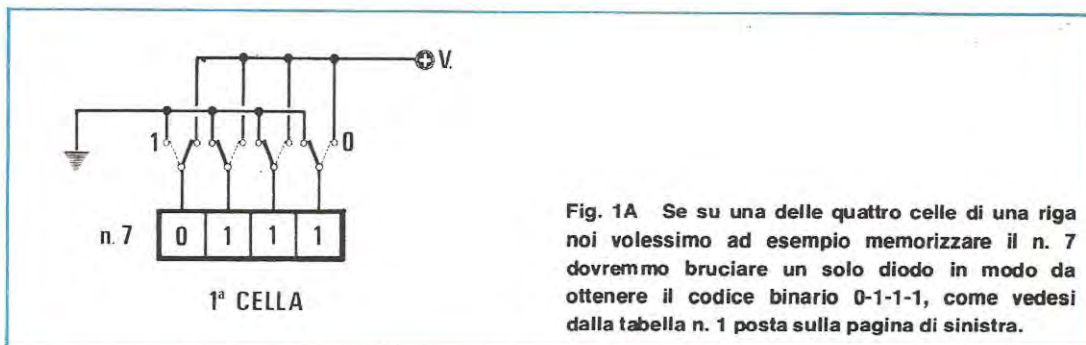 V.
1 0
n. 7 0 1 1 1
1ª CELLA
Fig. 1A Se su una delle quattro celle di una riga
noi volessimo ad esempio memorizzare il n. 7
dovremmo bruciare un solo diodo in modo da
ottenere il codice binario 0-1-1-1, come vedesi
dalla tabella n. 1 posta sulla pagina di sinistra.